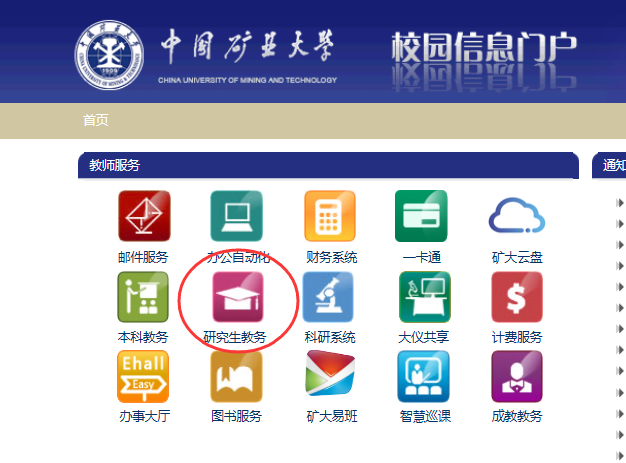 中国矿业大学
CHINA UNIVERSITY OF MINING AND TECHNOLOGY
1909
校园信息门户
首页
教师服务
通知
邮件服务 办公自动化 财务系统 一卡通 矿大云盘
本科教务 研究生教务 科研系统 大仪共享 计费服务
Ehall
Easy
办事大厅 图书服务 矿大易班 智慧巡课 成教教务